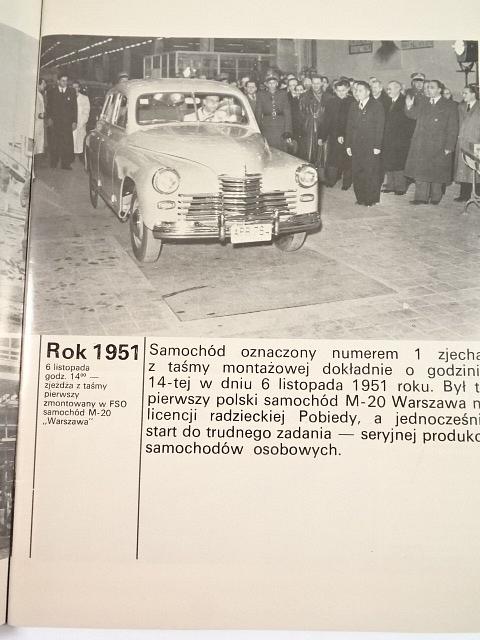 Rok 1951
6 listopada
godz. 14⁰⁰ —
zjeżdża z taśmy
pierwszy
zmontowany w FSO
samochód M-20
„Warszawa”
Samochód oznaczony numerem 1 zjecha
z taśmy montażowej dokładnie o godzini
14-tej w dniu 6 listopada 1951 roku. Był t
pierwszy polski samochód M-20 Warszawa n
licencji radzieckiej Pobiedy, a jednocześni
start do trudnego zadania — seryjnej produkc
samochodów osobowych.